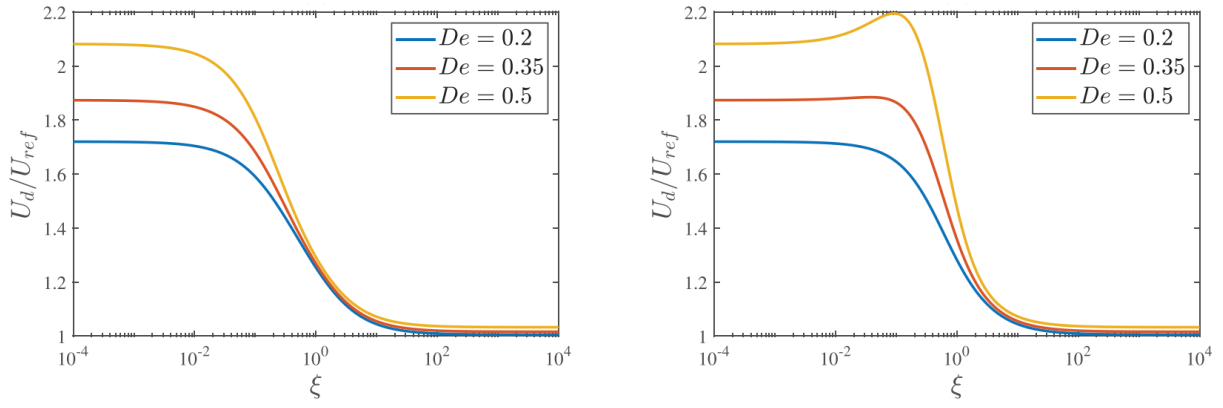 2.2
2
1.8
1.6
1.4
1.2
1
U_d/U_ref
10^-4
10^-2
10^0
10^2
10^4
ξ
De = 0.2
De = 0.35
De = 0.5
2.2
2
1.8
1.6
1.4
1.2
1
U_d/U_ref
10^-4
10^-2
10^0
10^2
10^4
ξ
De = 0.2
De = 0.35
De = 0.5